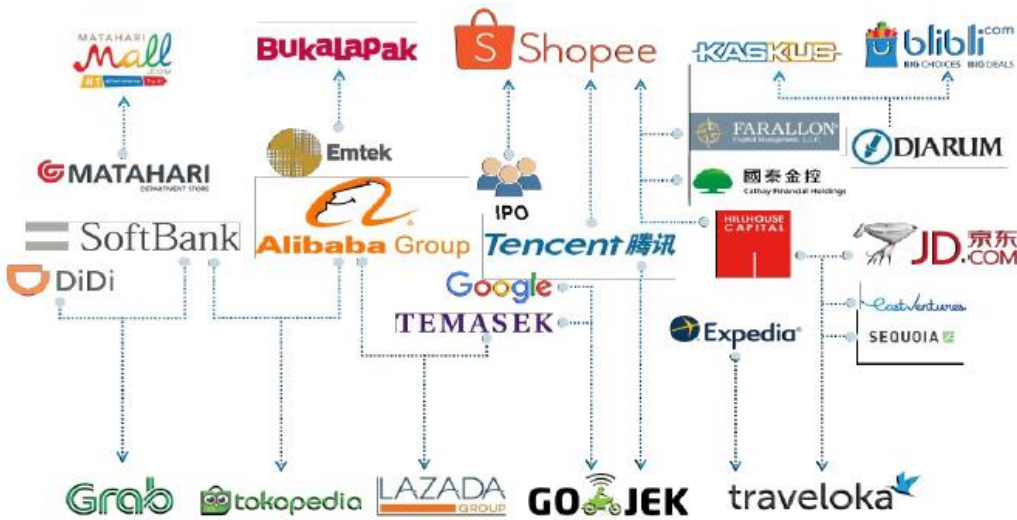 MATAHARI
Mall
.COM
#1
BUKALAPAK
S Shopee
KASKUS
blibli.com
BIG CHOICES BIG DEALS
MATAHARI
DEPARTMENT STORE
Emtek
IPO
FARALLON
Capital Management, L.L.C.
DJARUM
國泰金控
Cathay Financial Holdings
SoftBank
Alibaba Group
Tencent 腾讯
HILLHOUSE
CAPITAL
JD.COM 京东
DiDi
Google
TEMASEK
Expedia
East Ventures
SEQUOIA
Grab
tokopedia
LAZADA
GROUP
GO JEK
traveloka